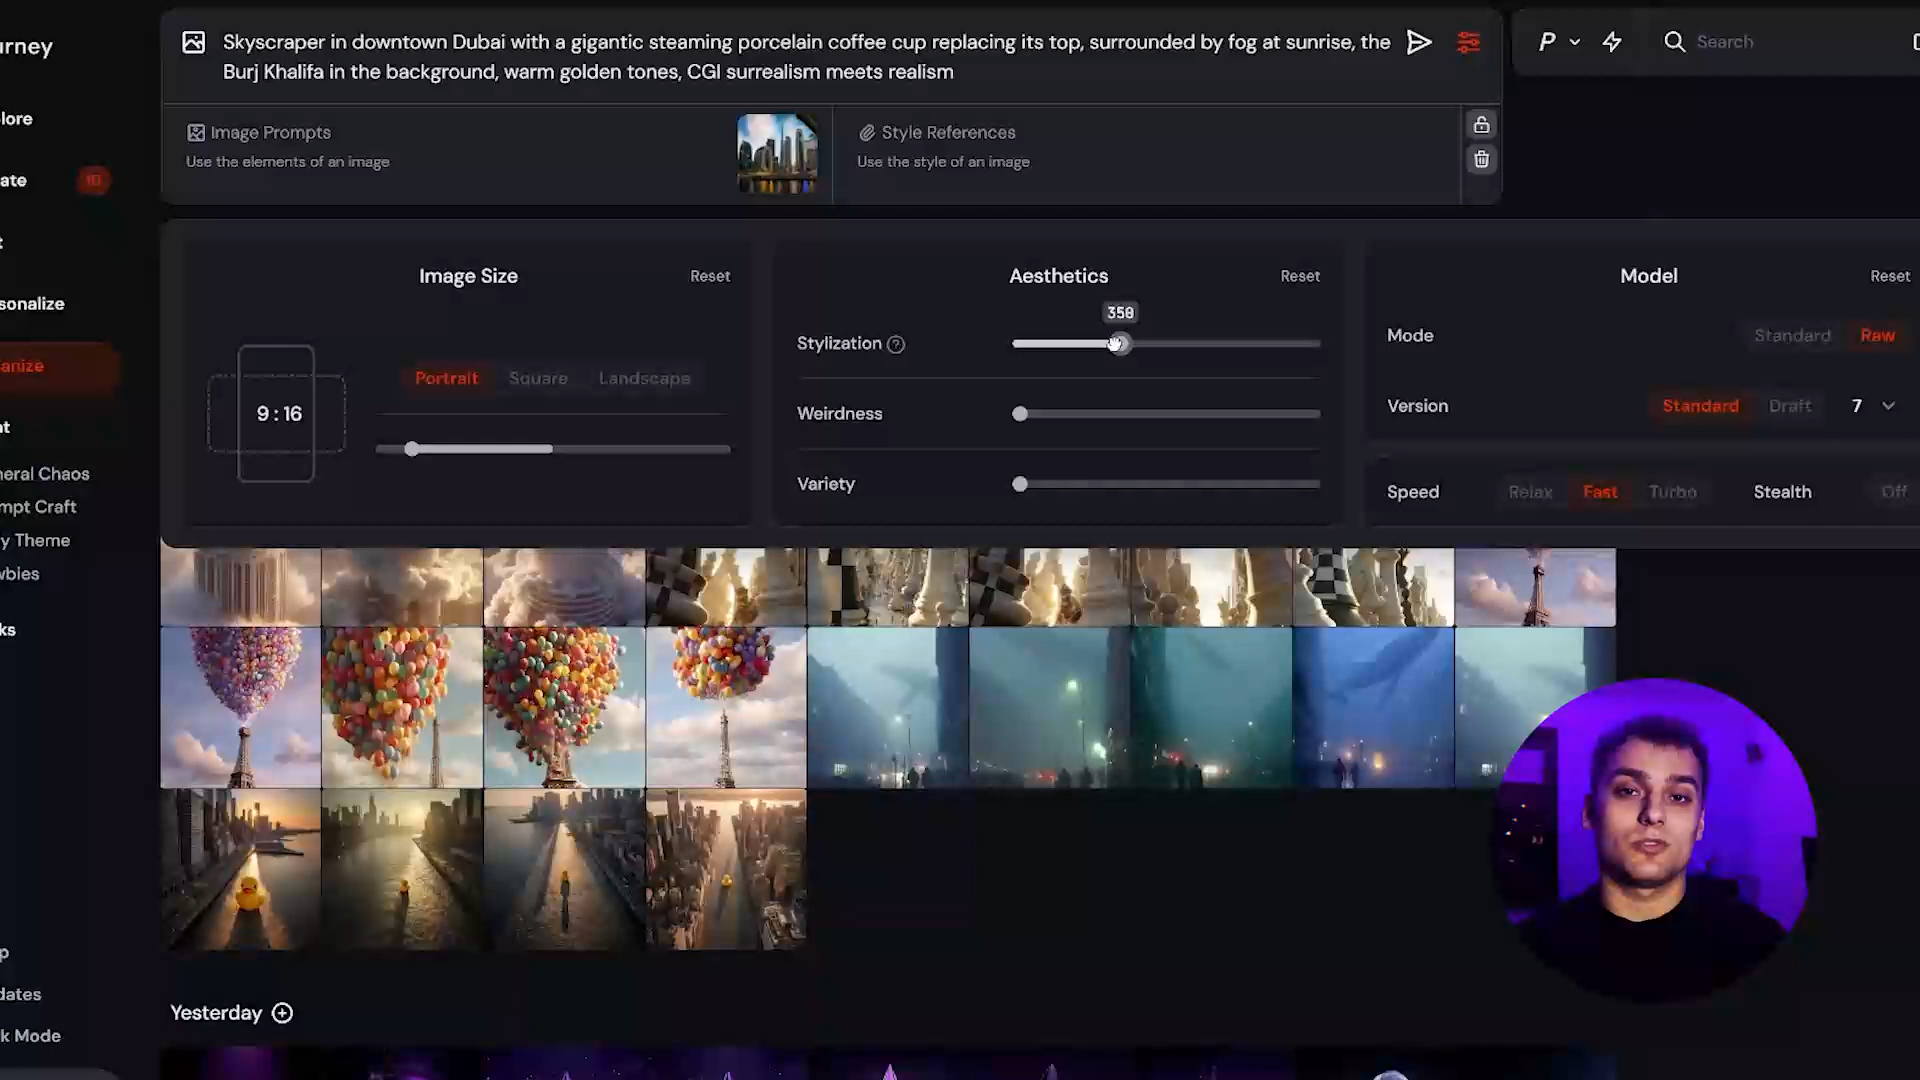 urney
Skyscraper in downtown Dubai with a gigantic steaming porcelain coffee cup replacing its top, surrounded by fog at sunrise, the
Burj Khalifa in the background, warm golden tones, CGI surrealism meets realism
P
Search
Image Prompts
Use the elements of an image
Style References
Use the style of an image
lore
ate
10
t
sonalize
anize
t
neral Chaos
mpt Craft
y Theme
wbies
ks
p
dates
k Mode
Image Size
Reset
Portrait
Square
Landscape
9 : 16
Aesthetics
Reset
350
Stylization
Weirdness
Variety
Model
Reset
Mode
Standard
Raw
Version
Standard
Draft
7
Speed
Relax
Fast
Turbo
Stealth
Off
Yesterday